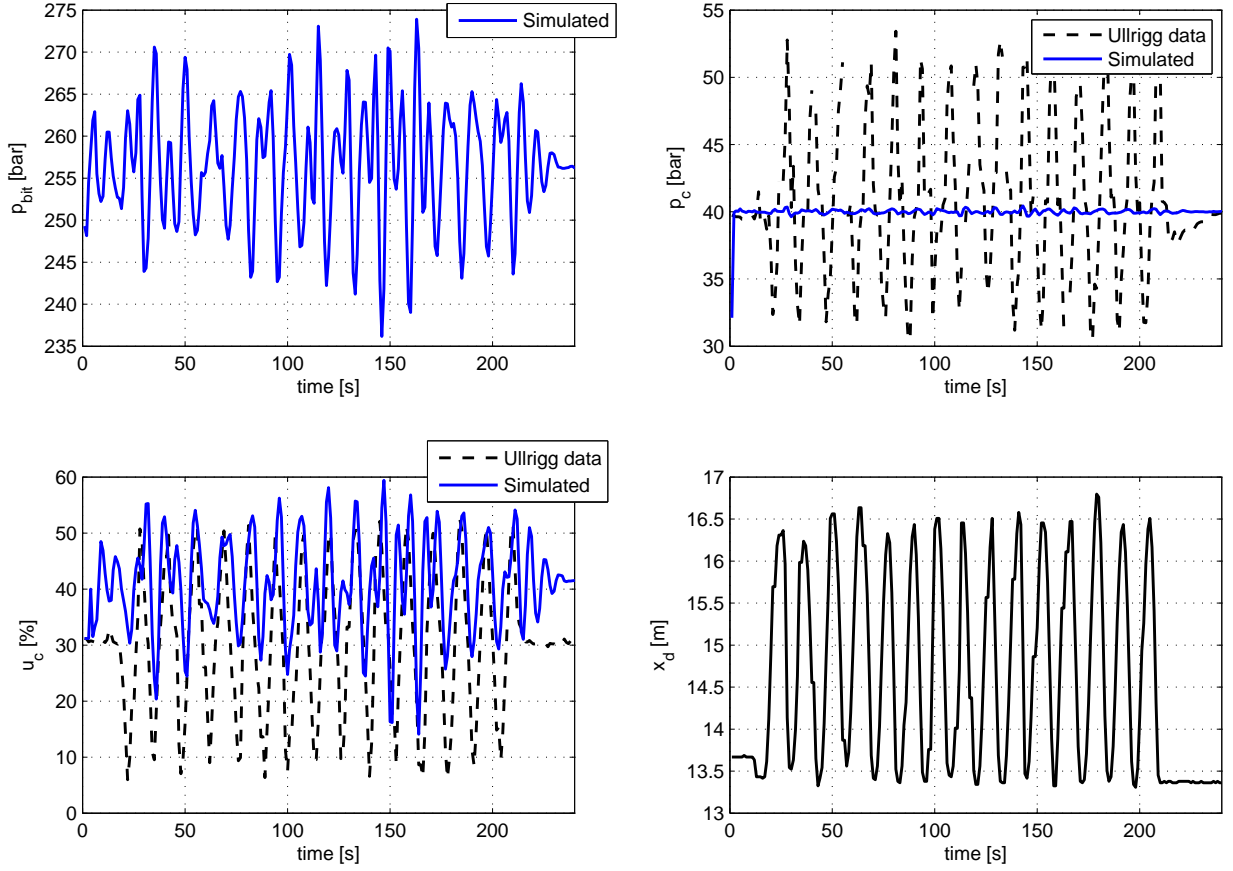 275
270
265
260
255
250
245
240
235
p_bit [bar]
0 50 100 150 200
time [s]
Simulated
55
50
45
40
35
30
p_c [bar]
0 50 100 150 200
time [s]
Ullrigg data
Simulated
60
50
40
30
20
10
0
u_c [%]
0 50 100 150 200
time [s]
Ullrigg data
Simulated
17
16.5
16
15.5
15
14.5
14
13.5
13
x_d [m]
0 50 100 150 200
time [s]